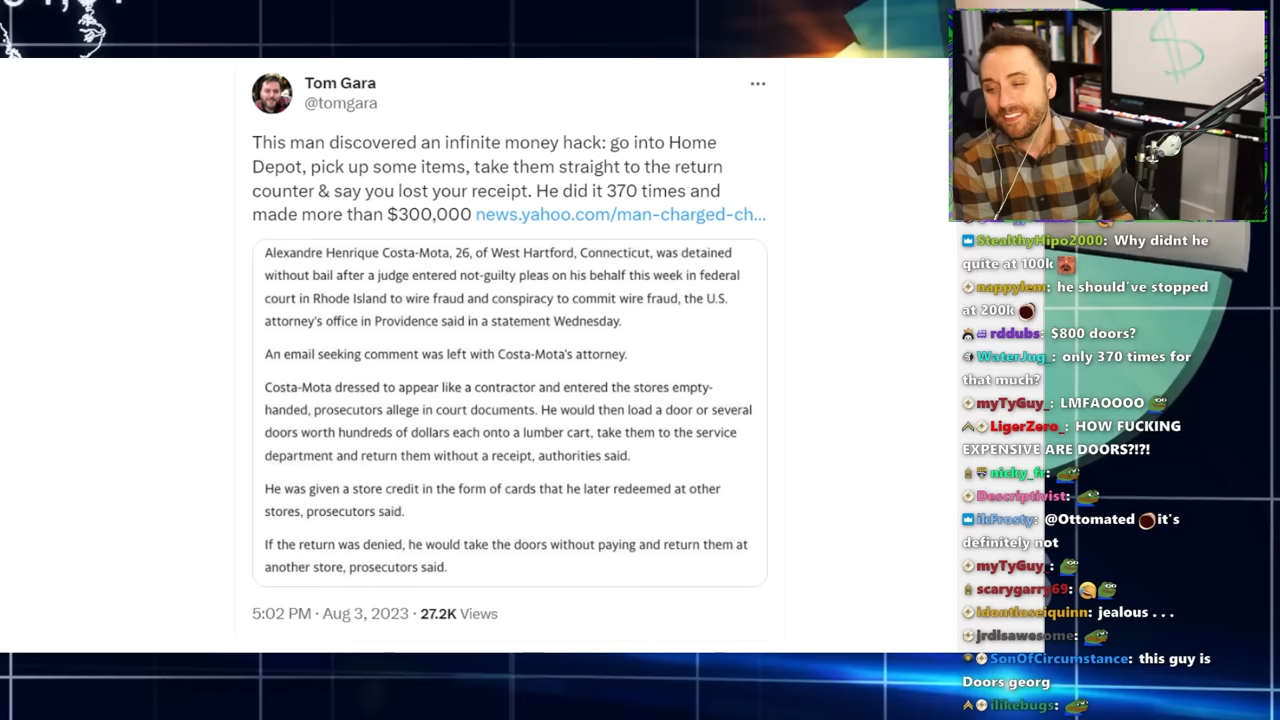 Tom Gara
@tomgara
This man discovered an infinite money hack: go into Home
Depot, pick up some items, take them straight to the return
counter & say you lost your receipt. He did it 370 times and
made more than $300,000 news.yahoo.com/man-charged-ch...
Alexandre Henrique Costa-Mota, 26, of West Hartford, Connecticut, was detained
without bail after a judge entered not-guilty pleas on his behalf this week in federal
court in Rhode Island to wire fraud and conspiracy to commit wire fraud, the U.S.
attorney's office in Providence said in a statement Wednesday.
An email seeking comment was left with Costa-Mota's attorney.
Costa-Mota dressed to appear like a contractor and entered the stores empty-
handed, prosecutors allege in court documents. He would then load a door or several
doors worth hundreds of dollars each onto a lumber cart, take them to the service
department and return them without a receipt, authorities said.
He was given a store credit in the form of cards that he later redeemed at other
stores, prosecutors said.
If the return was denied, he would take the doors without paying and return them at
another store, prosecutors said.
5:02 PM · Aug 3, 2023 · 27.2K Views
$
StealthyHipo2000: Why didnt he
quite at 100k
nappylem: he should've stopped
at 200k
rddubs: $800 doors?
WaterJug_: only 370 times for
that much?
myTyGuy_: LMFAOOOO
LigerZero_: HOW FUCKING
EXPENSIVE ARE DOORS?!?!
nicky_fr:
Descriptivist:
ikFrosty: @Ottomated it's
definitely not
myTyGuy_:
scarygarry69:
idontloseiquinn: jealous . . .
jrdisawesome:
SonOfCircumstance: this guy is
Doors georg
ilikebugs: